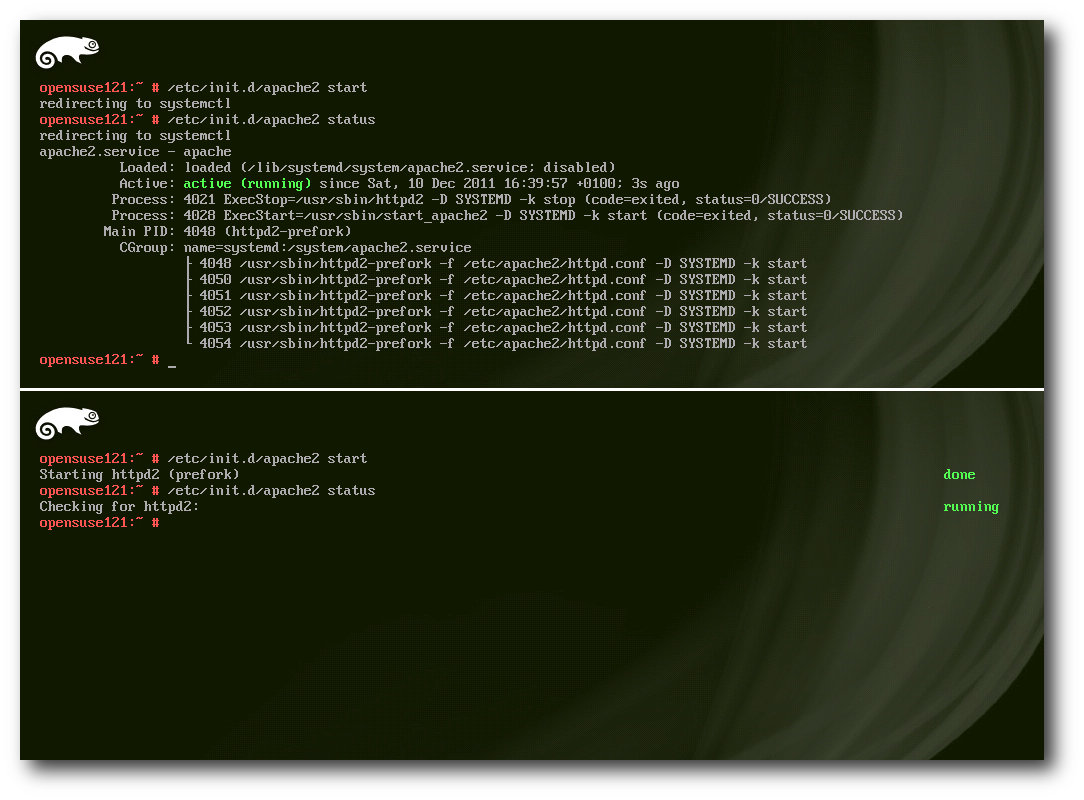 opensuse121:~ # /etc/init.d/apache2 start
redirecting to systemctl
opensuse121:~ # /etc/init.d/apache2 status
redirecting to systemctl
apache2.service - apache
Loaded: loaded (/lib/systemd/system/apache2.service; disabled)
Active: active (running) since Sat, 10 Dec 2011 16:39:57 +0100; 3s ago
Process: 4021 ExecStop=/usr/sbin/httpd2 -D SYSTEMD -k stop (code=exited, status=0/SUCCESS)
Process: 4028 ExecStart=/usr/sbin/start_apache2 -D SYSTEMD -k start (code=exited, status=0/SUCCESS)
Main PID: 4048 (httpd2-prefork)
CGroup: name=systemd:/system/apache2.service
├ 4048 /usr/sbin/httpd2-prefork -f /etc/apache2/httpd.conf -D SYSTEMD -k start
├ 4050 /usr/sbin/httpd2-prefork -f /etc/apache2/httpd.conf -D SYSTEMD -k start
├ 4051 /usr/sbin/httpd2-prefork -f /etc/apache2/httpd.conf -D SYSTEMD -k start
├ 4052 /usr/sbin/httpd2-prefork -f /etc/apache2/httpd.conf -D SYSTEMD -k start
├ 4053 /usr/sbin/httpd2-prefork -f /etc/apache2/httpd.conf -D SYSTEMD -k start
└ 4054 /usr/sbin/httpd2-prefork -f /etc/apache2/httpd.conf -D SYSTEMD -k start
opensuse121:~ # _
opensuse121:~ # /etc/init.d/apache2 start
Starting httpd2 (prefork) done
opensuse121:~ # /etc/init.d/apache2 status
Checking for httpd2: running
opensuse121:~ #